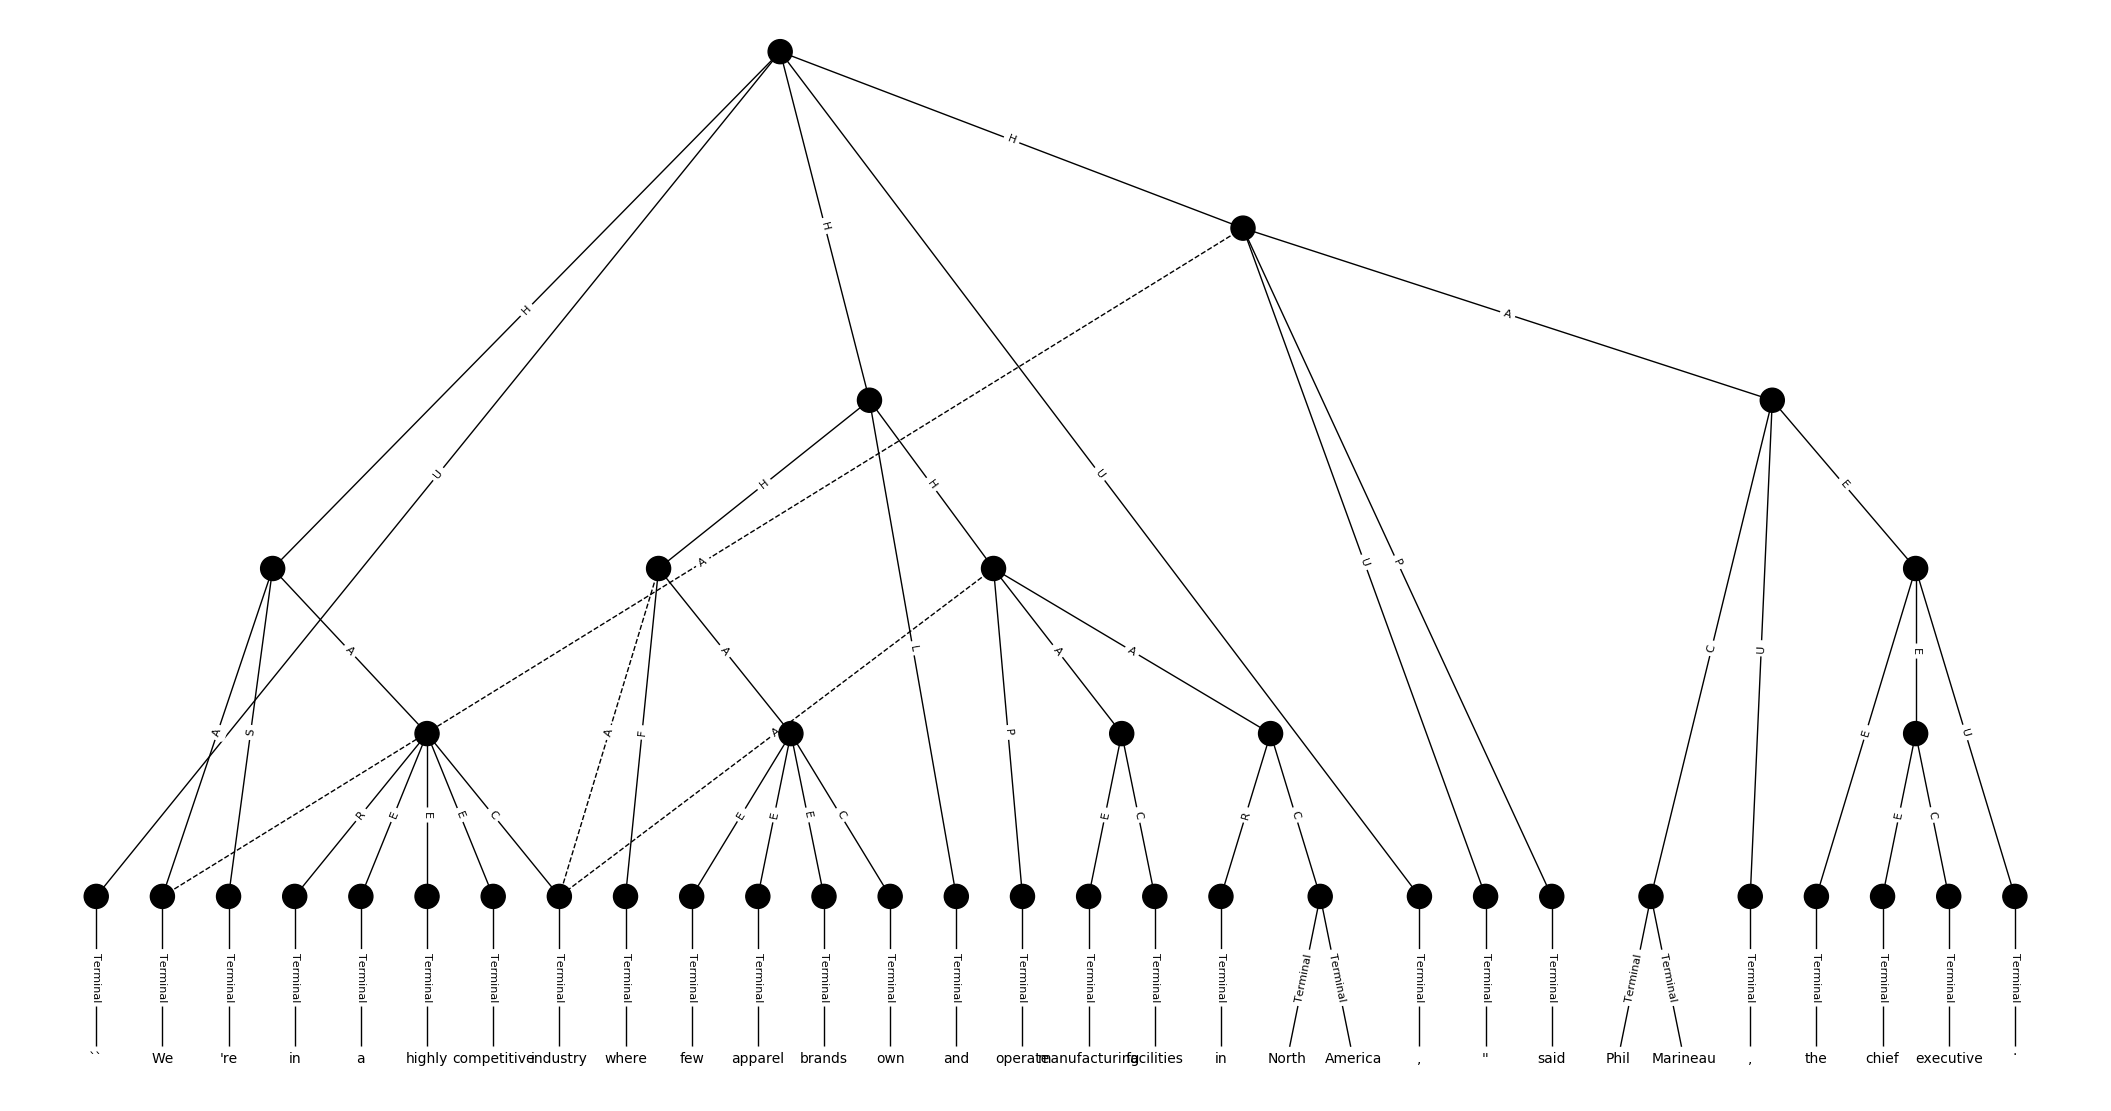 H
H
H
A
U
H
U
H
H
U
P
E
A
A
A
A
L
A
A
C
U
E
A
S
A
F
A
P
E
U
R
E
E
E
C
E
E
E
C
E
C
R
C
E
C
Terminal Terminal Terminal Terminal Terminal Terminal Terminal Terminal Terminal Terminal Terminal Terminal Terminal Terminal Terminal Terminal Terminal Terminal Terminal Terminal Terminal Terminal Terminal Terminal Terminal Terminal Terminal Terminal Terminal Terminal
`` We 're in a highly competitive industry where few apparel brands own and operate manufacturing facilities in North America , " said Phil Marineau , the chief executive .